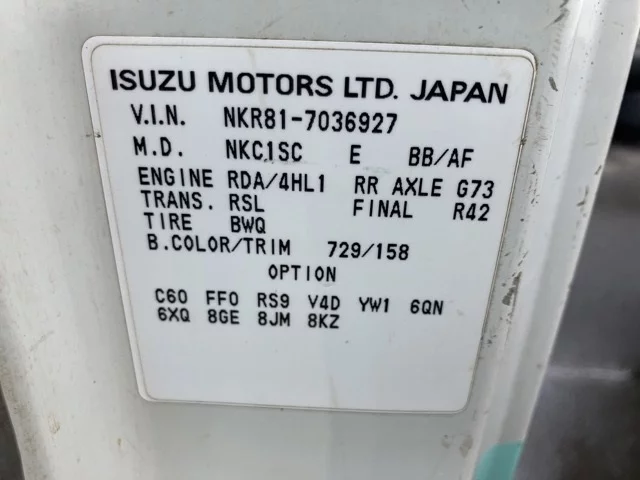 ISUZU MOTORS LTD. JAPAN
V.I.N. NKR81-7036927
M.D. NKC1SC E BB/AF
ENGINE RDA/4HL1 RR AXLE G73
TRANS. RSL FINAL R42
TIRE BWQ
B.COLOR/TRIM 729/158
OPTION
C60 FF0 RS9 V4D YW1 6QN
6XQ 8GE 8JM 8KZ